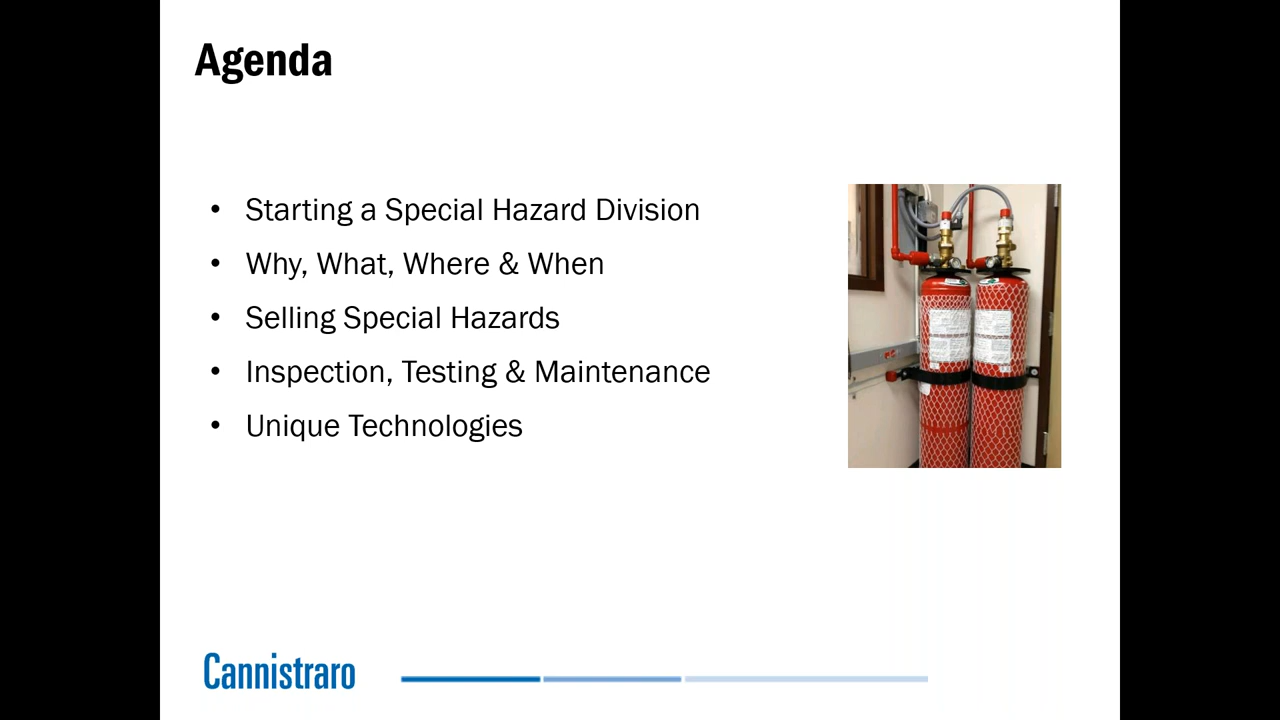 Agenda
• Starting a Special Hazard Division
• Why, What, Where & When
• Selling Special Hazards
• Inspection, Testing & Maintenance
• Unique Technologies
Cannistraro